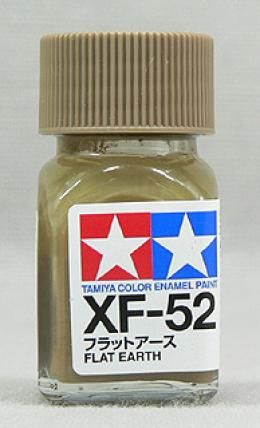 TAMIYA COLOR ENAMEL PAINT
XF-52
フラットアース
FLAT EARTH